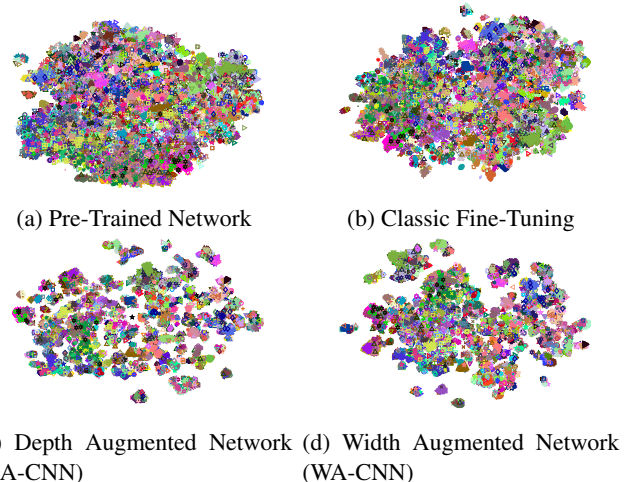 (a) Pre-Trained Network (b) Classic Fine-Tuning
) Depth Augmented Network (d) Width Augmented Network
A-CNN) (WA-CNN)